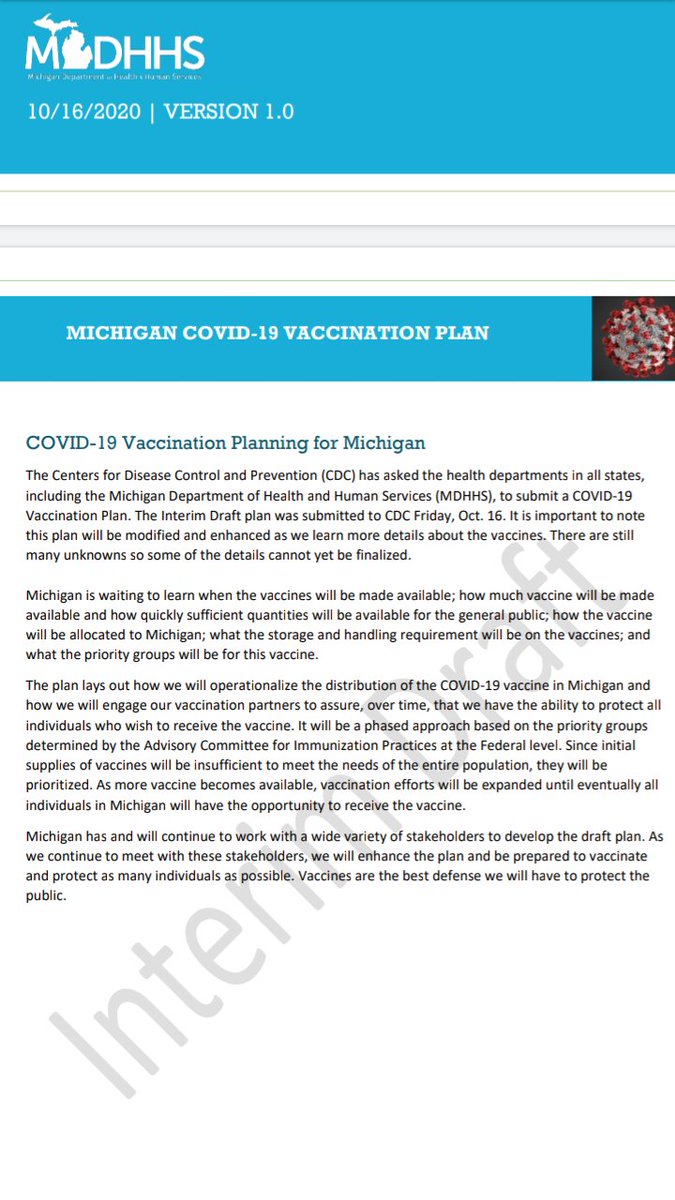 MDHHS
Michigan Department of Health & Human Services
10/16/2020 | VERSION 1.0
MICHIGAN COVID-19 VACCINATION PLAN
COVID-19 Vaccination Planning for Michigan
The Centers for Disease Control and Prevention (CDC) has asked the health departments in all states,
including the Michigan Department of Health and Human Services (MDHHS), to submit a COVID-19
Vaccination Plan. The Interim Draft plan was submitted to CDC Friday, Oct. 16. It is important to note
this plan will be modified and enhanced as we learn more details about the vaccines. There are still
many unknowns so some of the details cannot yet be finalized.
Michigan is waiting to learn when the vaccines will be made available; how much vaccine will be made
available and how quickly sufficient quantities will be available for the general public; how the vaccine
will be allocated to Michigan; what the storage and handling requirement will be on the vaccines; and
what the priority groups will be for this vaccine.
The plan lays out how we will operationalize the distribution of the COVID-19 vaccine in Michigan and
how we will engage our vaccination partners to assure, over time, that we have the ability to protect all
individuals who wish to receive the vaccine. It will be a phased approach based on the priority groups
determined by the Advisory Committee for Immunization Practices at the Federal level. Since initial
supplies of vaccines will be insufficient to meet the needs of the entire population, they will be
prioritized. As more vaccine becomes available, vaccination efforts will be expanded until eventually all
individuals in Michigan will have the opportunity to receive the vaccine.
Michigan has and will continue to work with a wide variety of stakeholders to develop the draft plan. As
we continue to meet with these stakeholders, we will enhance the plan and be prepared to vaccinate
and protect as many individuals as possible. Vaccines are the best defense we will have to protect the
public.
Interim Draft